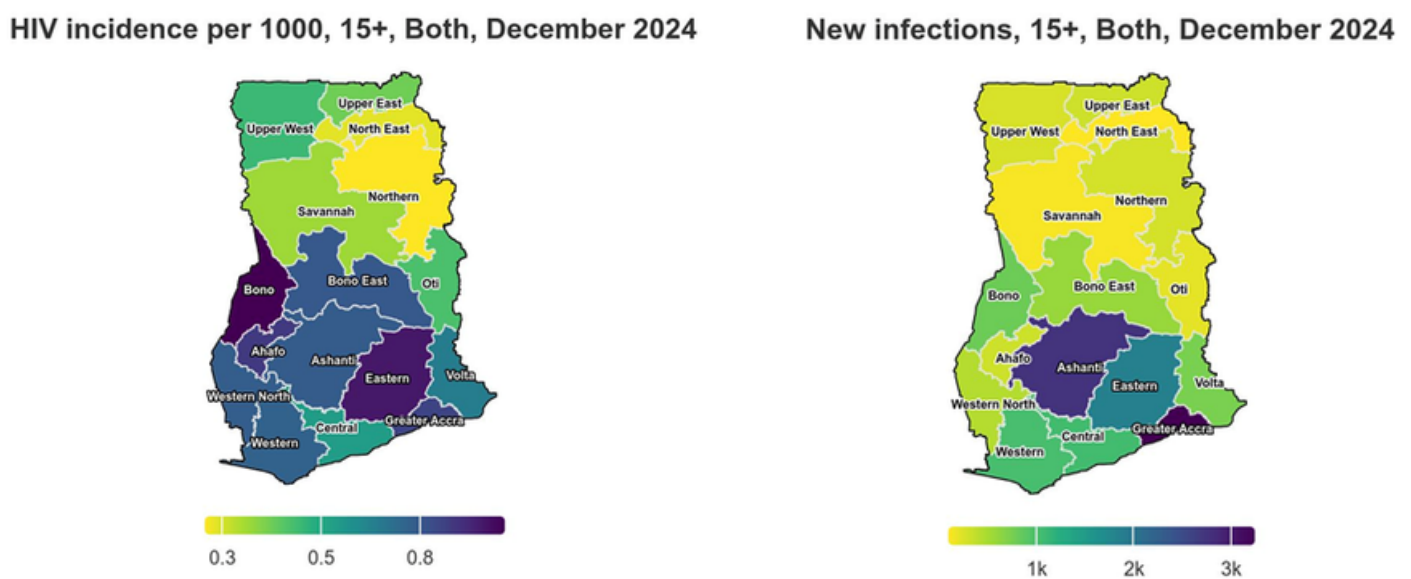 HIV incidence per 1000, 15+, Both, December 2024
Upper East
Upper West
North East
Northern
Savannah
Bono East
Oti
Bono
Ahafo
Ashanti
Eastern
Volta
Western North
Greater Accra
Central
Western
0.3 0.5 0.8
New infections, 15+, Both, December 2024
Upper East
Upper West
North East
Northern
Savannah
Bono East
Oti
Bono
Ahafo
Ashanti
Eastern
Volta
Western North
Greater Accra
Central
Western
1k 2k 3k